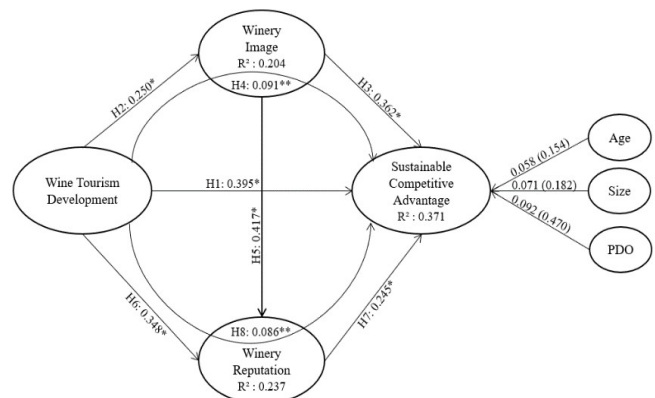 Winery
Image
R² : 0.204
H4: 0.091**
H2: 0.250*
H3: 0.362*
Wine Tourism
Development
H1: 0.395*
H5: 0.417*
Sustainable
Competitive
Advantage
R² : 0.371
0.058 (0.154)
0.071 (0.182)
0.092 (0.470)
Age
Size
PDO
H6: 0.348*
H7: 0.245*
H8: 0.086**
Winery
Reputation
R² : 0.237